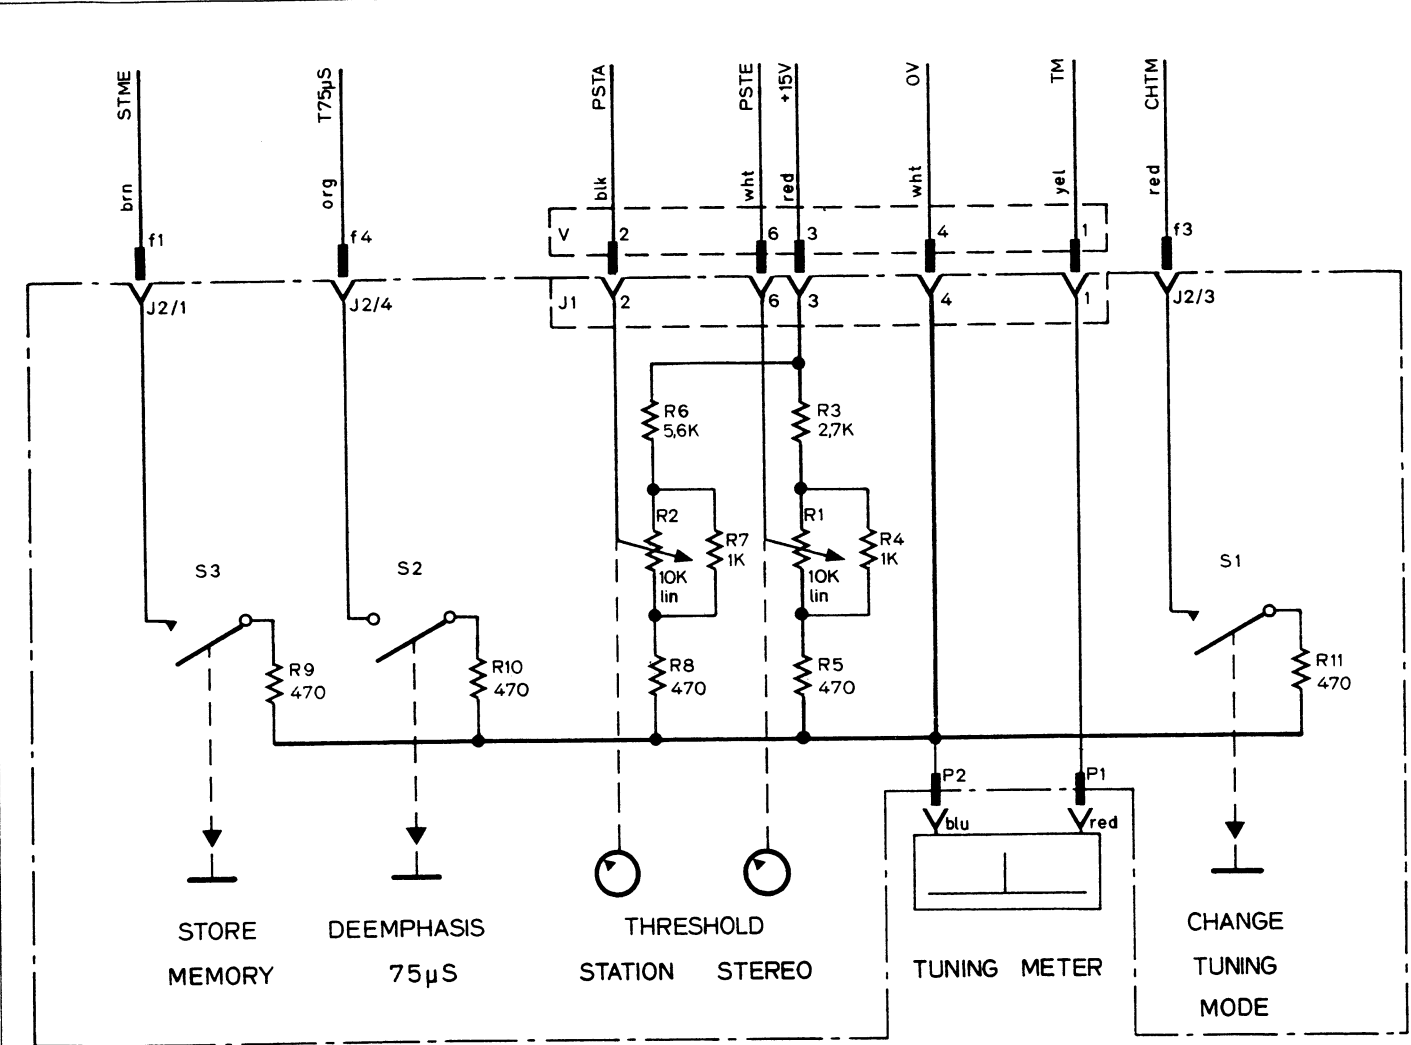 STME
T75µS
PSTA
PSTE
+15V
0V
TM
CHTM
brn
org
blk
wht
red
wht
yel
red
f1
f4
V
2
6
3
4
1
f3
J2/1
J2/4
J1
2
6
3
4
1
J2/3
R6
5,6K
R3
2,7K
R2
10K
lin
R7
1K
R1
10K
lin
R4
1K
S3
S2
S1
R9
470
R10
470
R8
470
R5
470
R11
470
P2
P1
blu
red
STORE
MEMORY
DEEMPHASIS
75µS
THRESHOLD
STATION STEREO
TUNING METER
CHANGE
TUNING
MODE